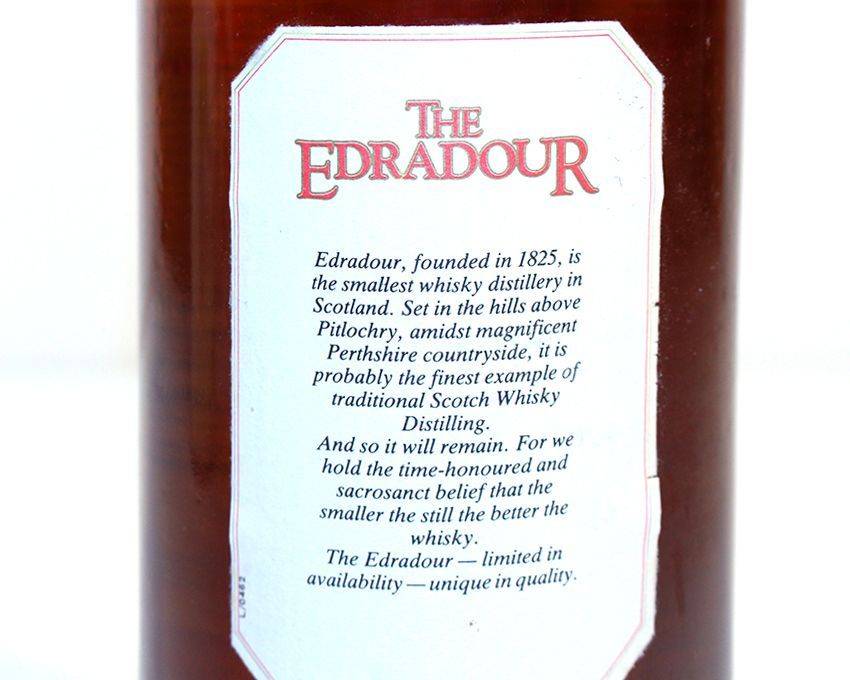 THE
EDRADOUR
Edradour, founded in 1825, is
the smallest whisky distillery in
Scotland. Set in the hills above
Pitlochry, amidst magnificent
Perthshire countryside, it is
probably the finest example of
traditional Scotch Whisky
Distilling.
And so it will remain. For we
hold the time-honoured and
sacrosanct belief that the
smaller the still the better the
whisky.
The Edradour — limited in
availability — unique in quality.
L/0462